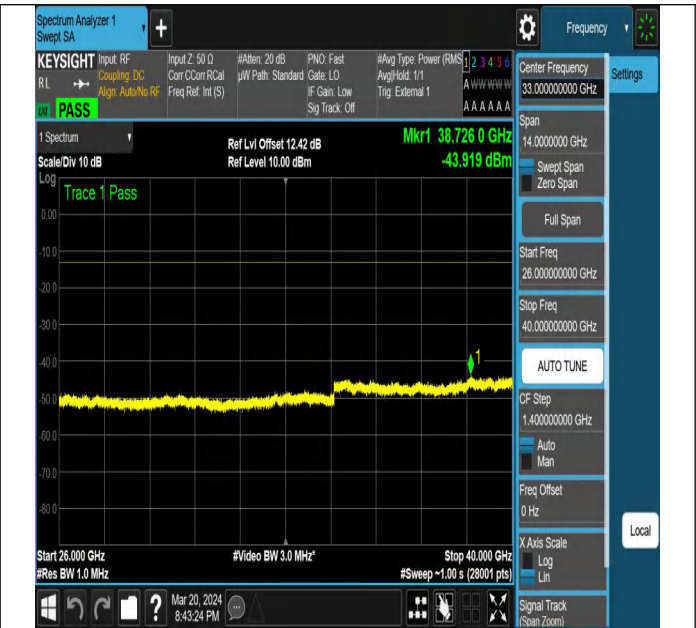 Spectrum Analyzer 1
Swept SA
+
Frequency
KEYSIGHT
RL
PASS
Input: RF
Coupling: DC
Align: Auto/No RF
Input Z: 50 Ω
Corr CCorr RCal
Freq Ref: Int (S)
#Atten: 20 dB
µW Path: Standard
PNO: Fast
Gate: LO
IF Gain: Low
Sig Track: Off
#Avg Type: Power (RMS
Avg|Hold: 1/1
Trig: External 1
1 2 3 4 5 6
A W W W W W
A A A A A A
1 Spectrum
Scale/Div 10 dB
Ref Lvl Offset 12.42 dB
Ref Level 10.00 dBm
Mkr1 38.726 0 GHz
-43.919 dBm
Log
Trace 1 Pass
0.00
-10.0
-20.0
-30.0
-40.0
1
-50.0
-60.0
-70.0
-80.0
Start 26.000 GHz
#Res BW 1.0 MHz
#Video BW 3.0 MHz*
Stop 40.000 GHz
#Sweep ~1.00 s (28001 pts)
Mar 20, 2024
8:43:24 PM
Center Frequency
33.000000000 GHz
Settings
Span
14.0000000 GHz
Swept Span
Zero Span
Full Span
Start Freq
26.000000000 GHz
Stop Freq
40.000000000 GHz
AUTO TUNE
CF Step
1.400000000 GHz
Auto
Man
Freq Offset
0 Hz
X Axis Scale
Log
Lin
Local
Signal Track
(Span Zoom)